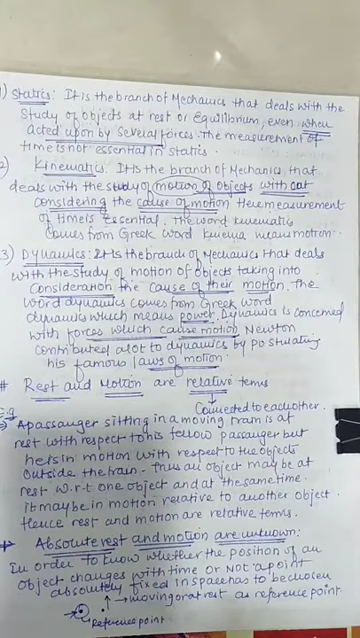 1) Statics: It is the branch of Mechanics that deals with the
Study of objects at rest or Equilibrium, even when
acted upon by several forces. The measurement of
time is not essential in statics.
2) Kinematics. It is the branch of Mechanics, that
deals with the study of motion of objects with out
considering the cause of motion Here measurement
of time is essential. The word kinematic
comes from Greek word kinema means motion.
3) Dynamics: It is the branch of Mechanics that deals
with the study of motion of objects taking into
Consideration the cause of their motion. The
word dynamics comes from Greek word
dynamis which means power. Dynamics is concerned
with forces which cause motion. Newton
contributed a lot to dynamics by postulating
his famous laws of motion.
# Rest and Motion are relative terms
Connected to each other.
E.g
A passanger sitting in a moving train is at
rest with respect to his fellow passanger but
he is in motion with respect to the objects
outside the train. Thus an object may be at
rest w.r.t one object and at the same time
it may be in motion relative to another object.
Hence rest and motion are relative terms.
Absolute rest and motion are unknown:
In order to know whether the position of an
object changes with time or Not a point
absolutely fixed in space has to be chosen
→ moving or at rest as reference point.
Reference point